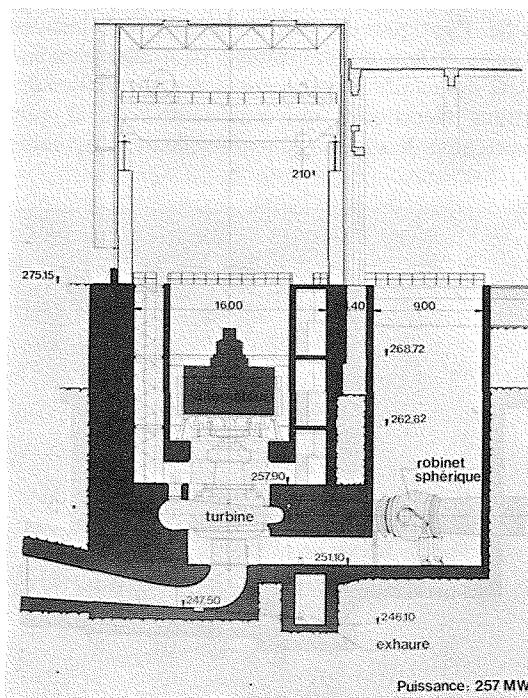 210 t
275.15
16.00
1.40
9.00
268.72
262.82
robinet
sphérique
257.90
turbine
251.10
247.50
246.10
exhaure
Puissance: 257 MW